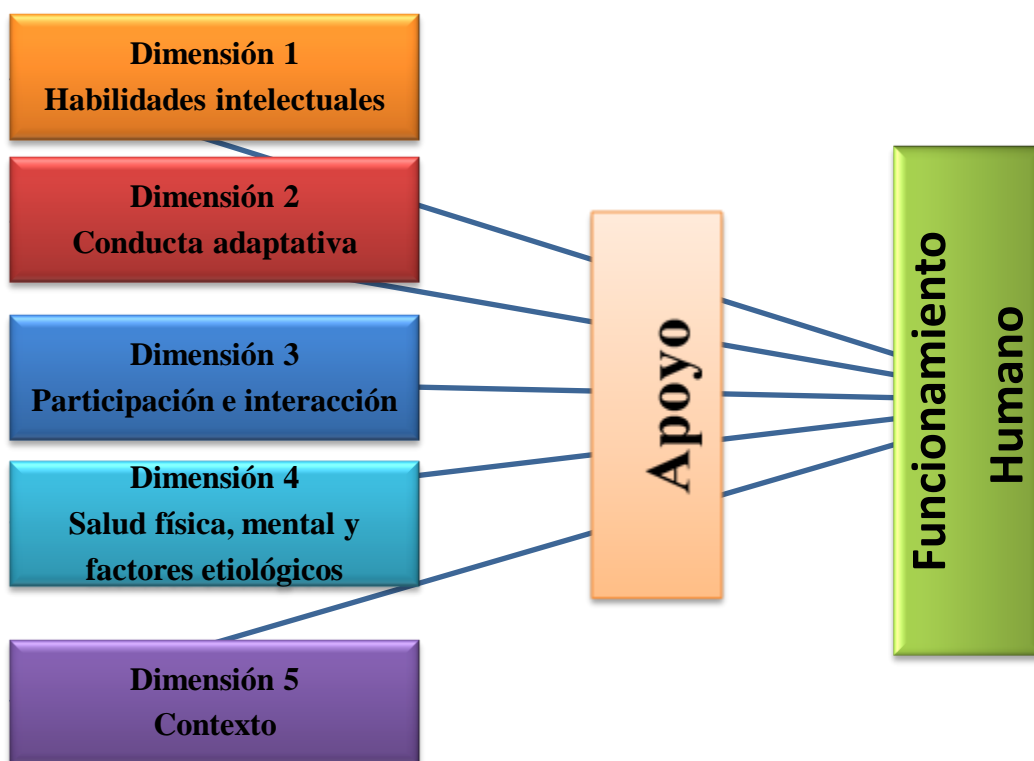 Dimensión 1
Habilidades intelectuales
Dimensión 2
Conducta adaptativa
Dimensión 3
Participación e interacción
Dimensión 4
Salud física, mental y
factores etiológicos
Dimensión 5
Contexto
Apoyo
Funcionamiento
Humano